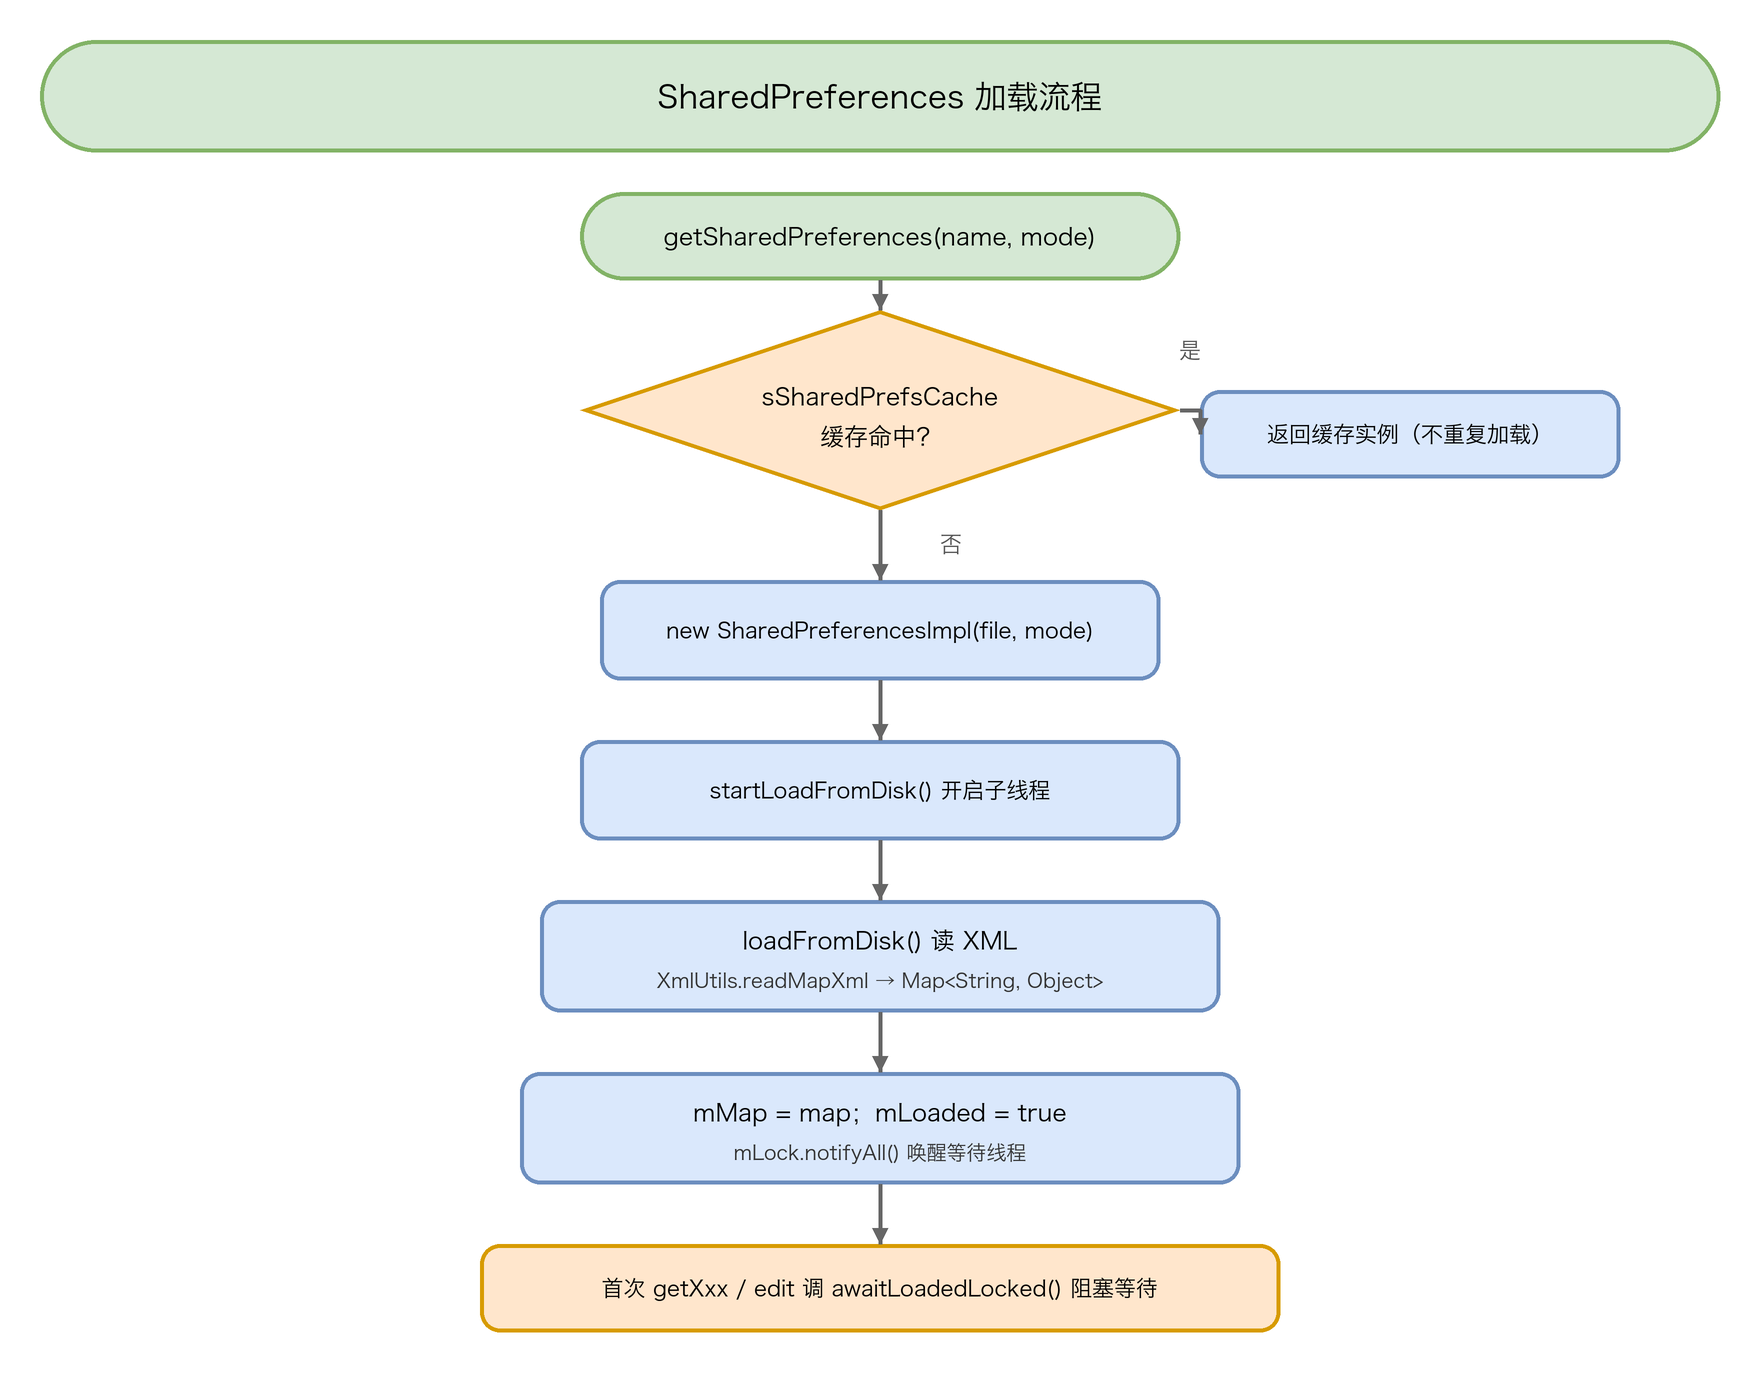 SharedPreferences 加载流程
getSharedPreferences(name, mode)
sSharedPrefsCache
缓存命中?
是
返回缓存实例（不重复加载）
否
new SharedPreferencesImpl(file, mode)
startLoadFromDisk() 开启子线程
loadFromDisk() 读 XML
XmlUtils.readMapXml → Map<String, Object>
mMap = map；mLoaded = true
mLock.notifyAll() 唤醒等待线程
首次 getXxx / edit 调 awaitLoadedLocked() 阻塞等待